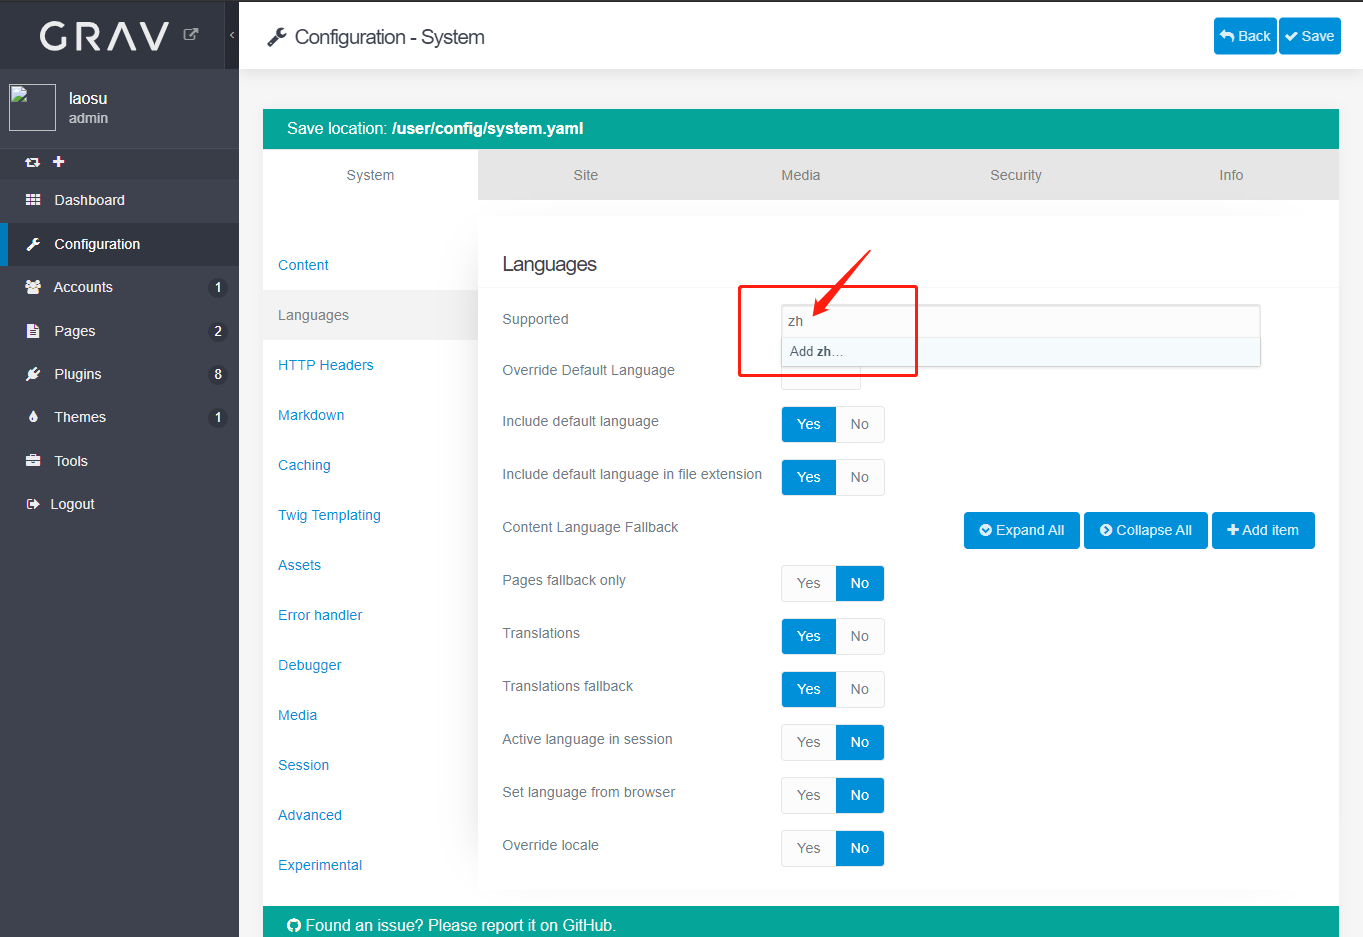 GRAV
Configuration - System
Back
Save
laosu
admin
Dashboard
Configuration
Accounts 1
Pages 2
Plugins 8
Themes 1
Tools
Logout
Save location: /user/config/system.yaml
System
Site
Media
Security
Info
Content
Languages
HTTP Headers
Markdown
Caching
Twig Templating
Assets
Error handler
Debugger
Media
Session
Advanced
Experimental
Languages
Supported
zh
Add zh...
Override Default Language
Include default language Yes No
Include default language in file extension Yes No
Content Language Fallback Expand All Collapse All Add item
Pages fallback only Yes No
Translations Yes No
Translations fallback Yes No
Active language in session Yes No
Set language from browser Yes No
Override locale Yes No
Found an issue? Please report it on GitHub.